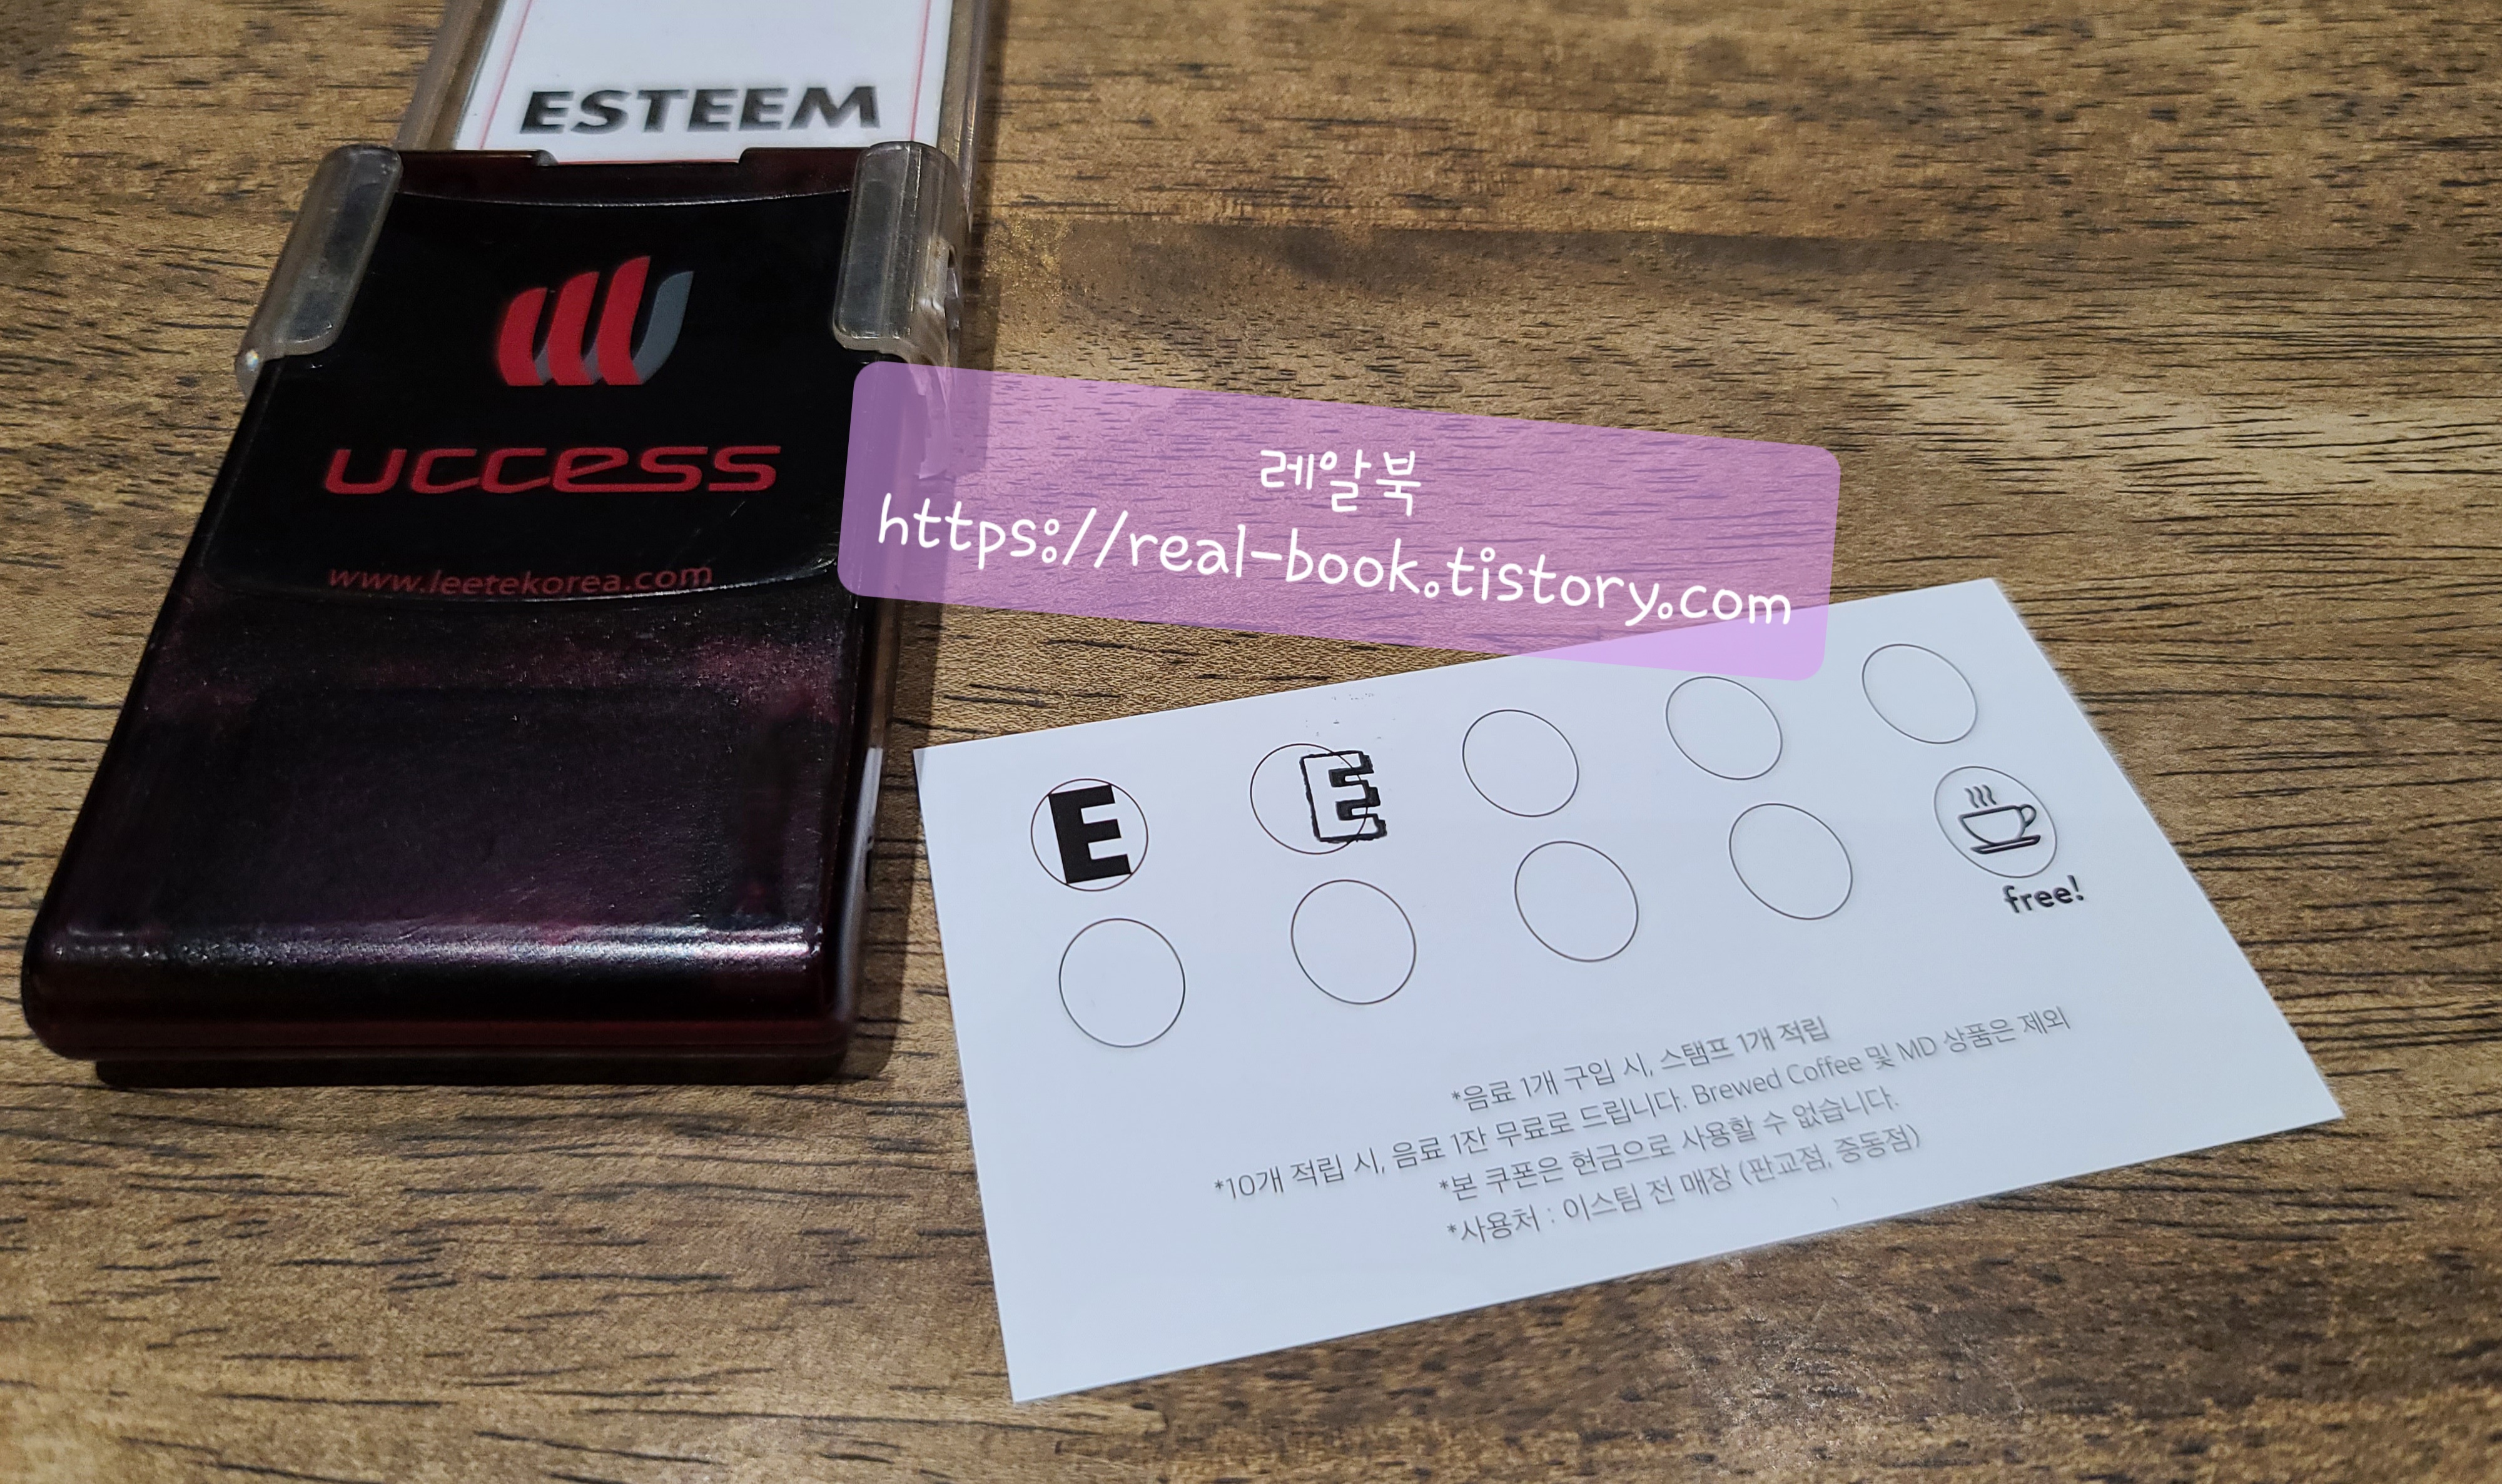 ESTEEM
uccess
www.leetekorea.com
레알북
https://real-book.tistory.com
E
E
free!
*음료 1개 구입 시, 스탬프 1개 적립
*10개 적립 시, 음료 1잔 무료로 드립니다. Brewed Coffee 및 MD 상품은 제외
*본 쿠폰은 현금으로 사용할 수 없습니다.
*사용처 : 이스팀 전 매장 (판교점, 중동점)